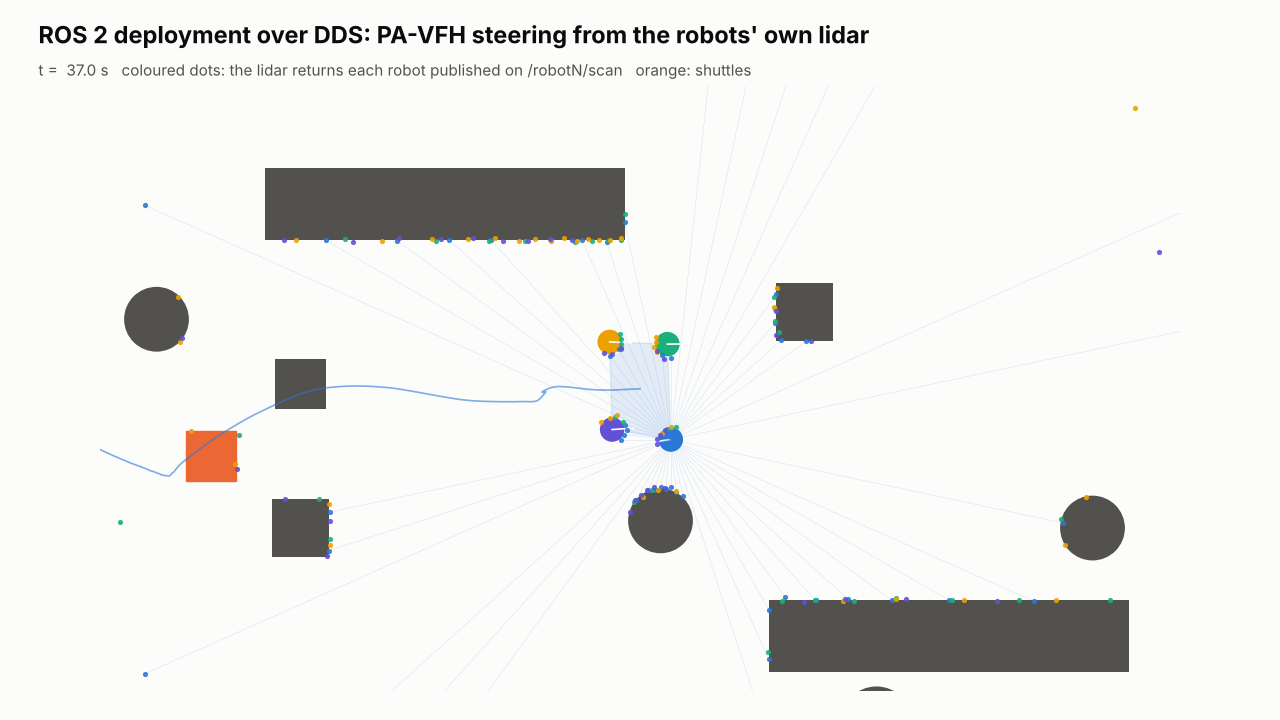 ROS 2 deployment over DDS: PA-VFH steering from the robots' own lidar
t =  37.0 s   coloured dots: the lidar returns each robot published on /robotN/scan   orange: shuttles